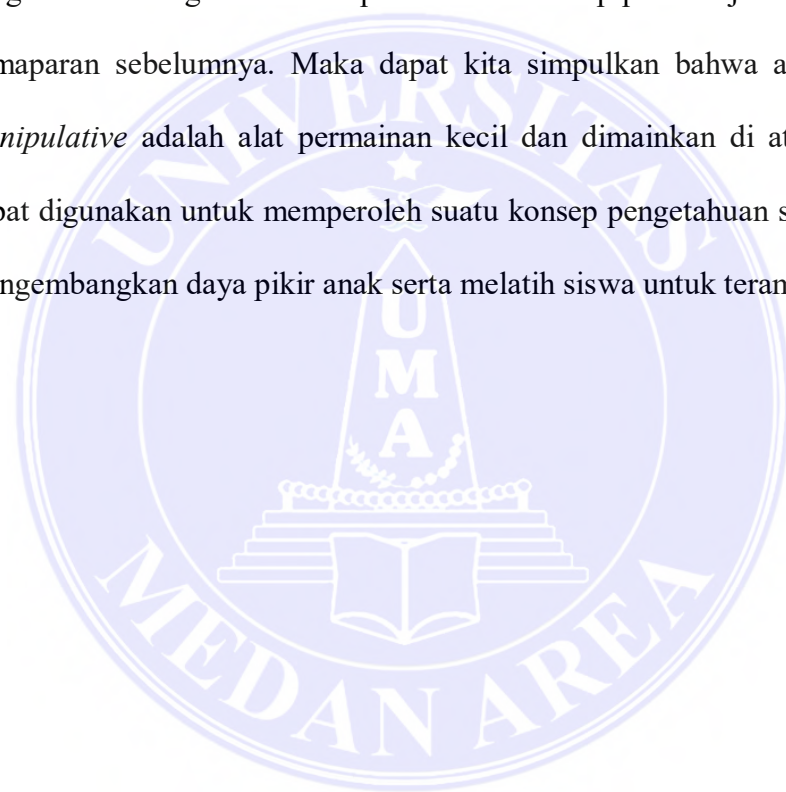 maparan sebelumnya. Maka dapat kita simpulkan bahwa a
nipulative adalah alat permainan kecil dan dimainkan di at
pat digunakan untuk memperoleh suatu konsep pengetahuan s
ngembangkan daya pikir anak serta melatih siswa untuk teram
UNIVERSITAS
UMA
MEDAN AREA